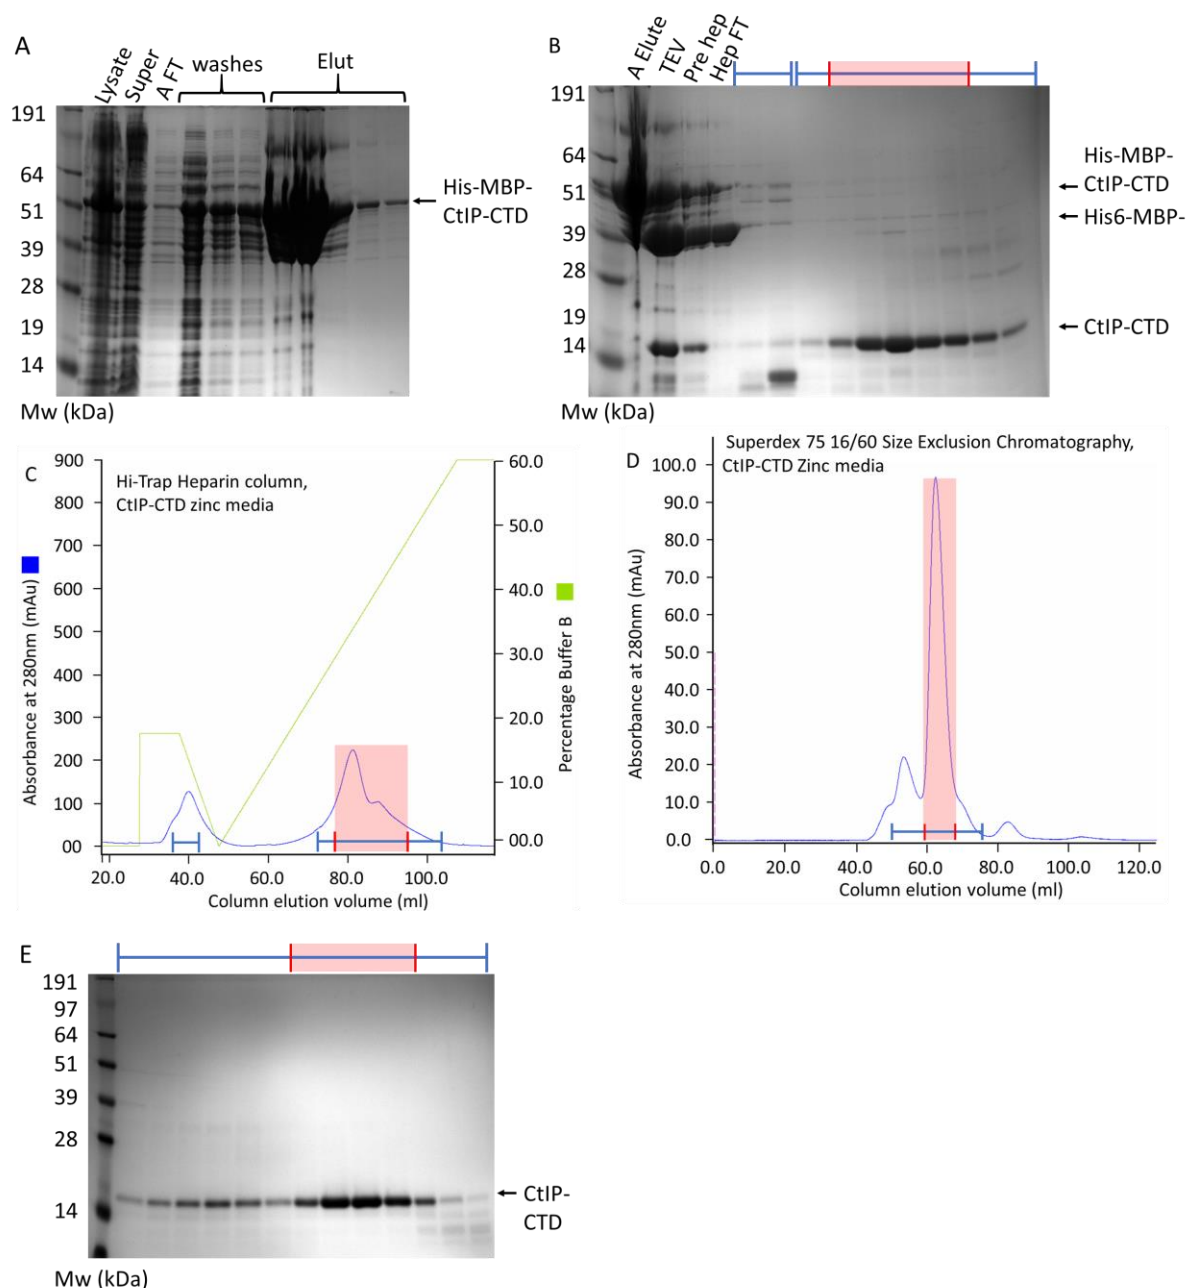 A
Lysate
Super
A FT
washes
Elut
191
64
51
39
28
19
14
Mw (kDa)
His-MBP-
CtIP-CTD
B
A Elute
TEV
Pre hep
Hep FT
191
64
51
39
28
19
14
Mw (kDa)
His-MBP-
CtIP-CTD
His6-MBP-
CtIP-CTD
C
Hi-Trap Heparin column,
CtIP-CTD zinc media
Absorbance at 280nm (mAu)
900
800
700
600
500
400
300
200
100
00
60.0
50.0
40.0
30.0
20.0
10.0
00.0
Percentage Buffer B
20.0 40.0 60.0 80.0 100.0
Column elution volume (ml)
D
Superdex 75 16/60 Size Exclusion Chromatography,
CtIP-CTD Zinc media
Absorbance at 280nm (mAu)
100.0
90.0
80.0
70.0
60.0
50.0
40.0
30.0
20.0
10.0
0.0
0.0 20.0 40.0 60.0 80.0 100.0 120.0
Column elution volume (ml)
E
191
97
64
51
39
28
14
Mw (kDa)
CtIP-
CTD